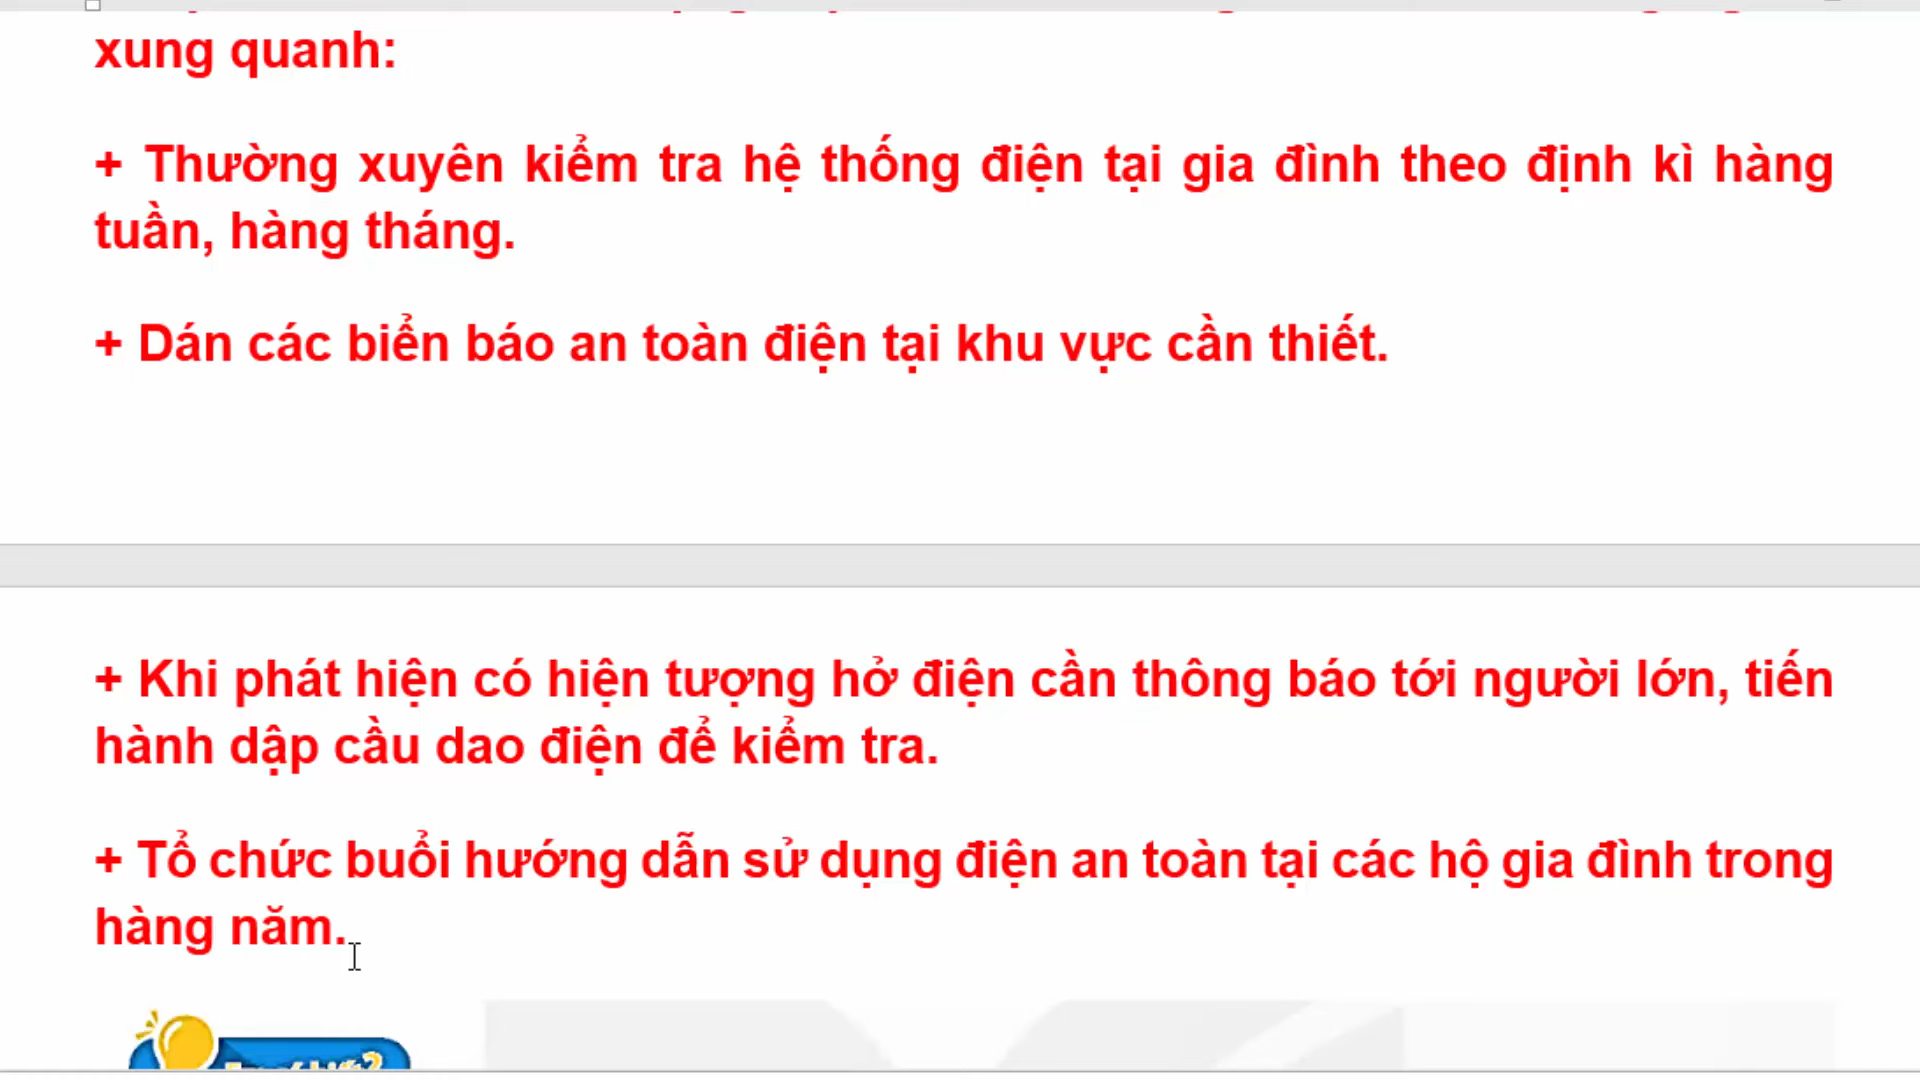 xung quanh:
+ Thường xuyên kiểm tra hệ thống điện tại gia đình theo định kì hàng
tuần, hàng tháng.
+ Dán các biển báo an toàn điện tại khu vực cần thiết.
+ Khi phát hiện có hiện tượng hở điện cần thông báo tới người lớn, tiến
hành dập cầu dao điện để kiểm tra.
+ Tổ chức buổi hướng dẫn sử dụng điện an toàn tại các hộ gia đình trong
hàng năm.